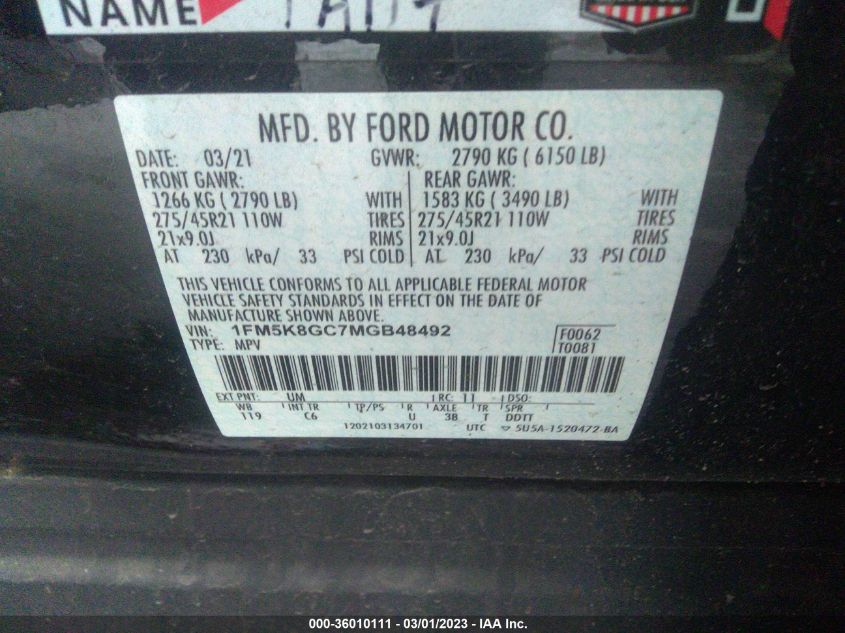 NAME
MFD. BY FORD MOTOR CO.
DATE: 03/21 GVWR: 2790 KG ( 6150 LB)
FRONT GAWR: REAR GAWR:
1266 KG ( 2790 LB) WITH 1583 KG ( 3490 LB) WITH
275/45R21 110W TIRES 275/45R21 110W TIRES
21x9.0J RIMS 21x9.0J RIMS
AT 230 kPa/ 33 PSI COLD AT 230 kPa/ 33 PSI COLD
THIS VEHICLE CONFORMS TO ALL APPLICABLE FEDERAL MOTOR
VEHICLE SAFETY STANDARDS IN EFFECT ON THE DATE OF
MANUFACTURE SHOWN ABOVE.
VIN: 1FM5K8GC7MGB48492 F0062
TYPE: MPV T0081
EXT PNT: UM RC: 11 DSO:
WB INT TR TP/PS R AXLE TR SPR
119 C6 U 3B T DDTT
1202103134701 UTC 5U5A-1520472-BA
000-36010111 - 03/01/2023 - IAA Inc.